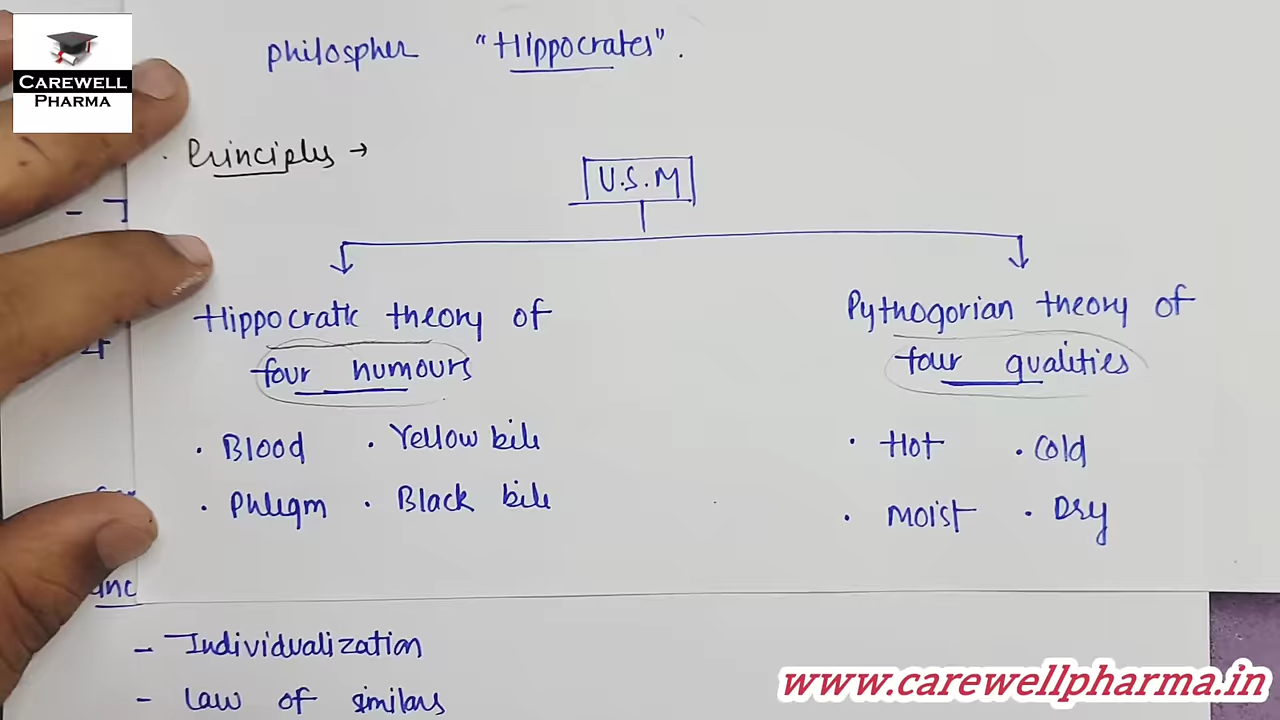 CAREWELL
PHARMA
philospher "Hippocrates".
· Principles →
U.S.M
Hippocratic theory of
four humours
· Blood · Yellow bile
· Phlegm · Black bile
Pythogorian theory of
four qualities
· Hot · Cold
· Moist · Dry
- Individualization
- Law of similars
www.carewellpharma.in